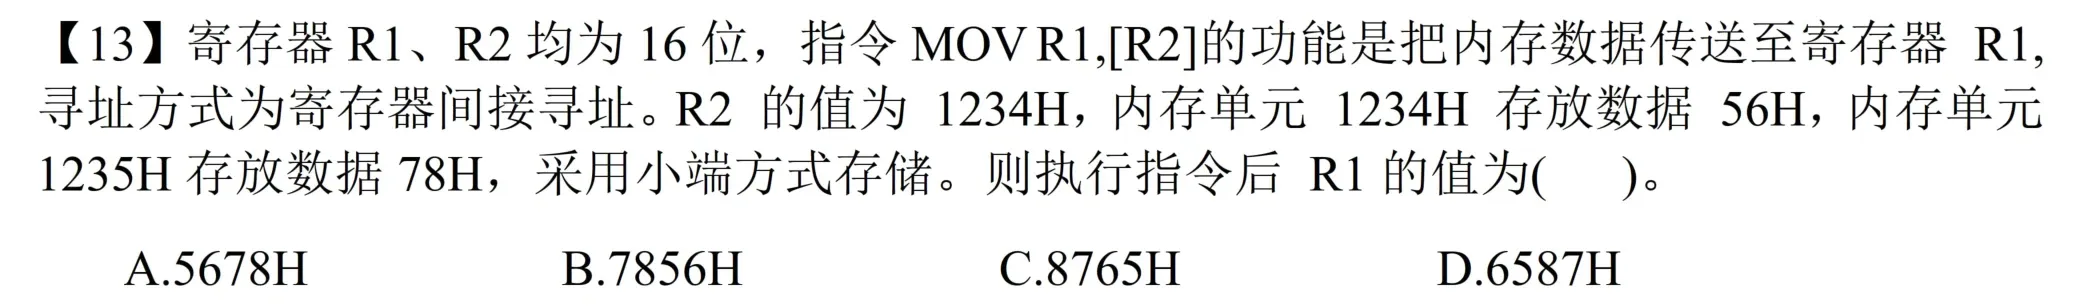 【13】寄存器 R1、R2 均为 16 位，指令 MOV R1,[R2]的功能是把内存数据传送至寄存器 R1,
寻址方式为寄存器间接寻址。R2 的值为 1234H，内存单元 1234H 存放数据 56H，内存单元
1235H 存放数据 78H，采用小端方式存储。则执行指令后 R1 的值为( )。
A.5678H B.7856H C.8765H D.6587H